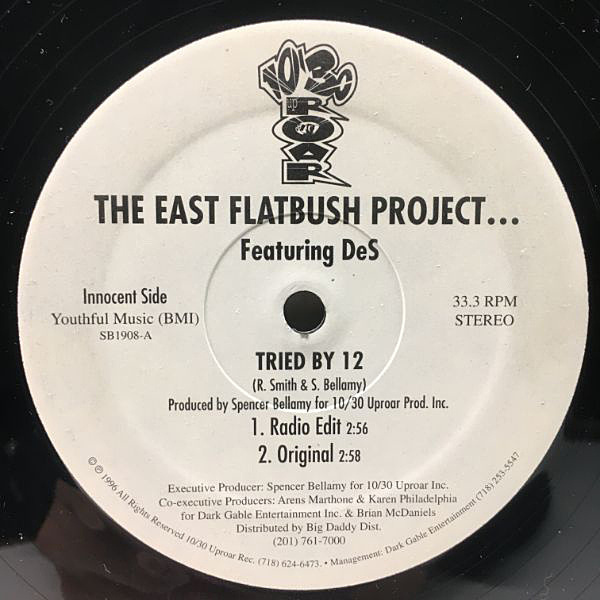 10/30
up
ROAR
THE EAST FLATBUSH PROJECT...
Featuring DeS
Innocent Side
Youthful Music (BMI)
SB1908-A
33.3 RPM
STEREO
TRIED BY 12
(R. Smith & S. Bellamy)
Produced by Spencer Bellamy for 10/30 Uproar Prod. Inc.
1. Radio Edit 2:56
2. Original 2:58
Executive Producer: Spencer Bellamy for 10/30 Uproar Inc.
Co-executive Producers: Arens Marthone & Karen Philadelphia
for Dark Gable Entertainment Inc. & Brian McDaniels
Distributed by Big Daddy Dist.
(201) 761-7000
© ℗ 1996 All Rights Reserved 10/30 Uproar Rec. (718) 624-6473. • Management: Dark Gable Entertainment (718) 253-5547